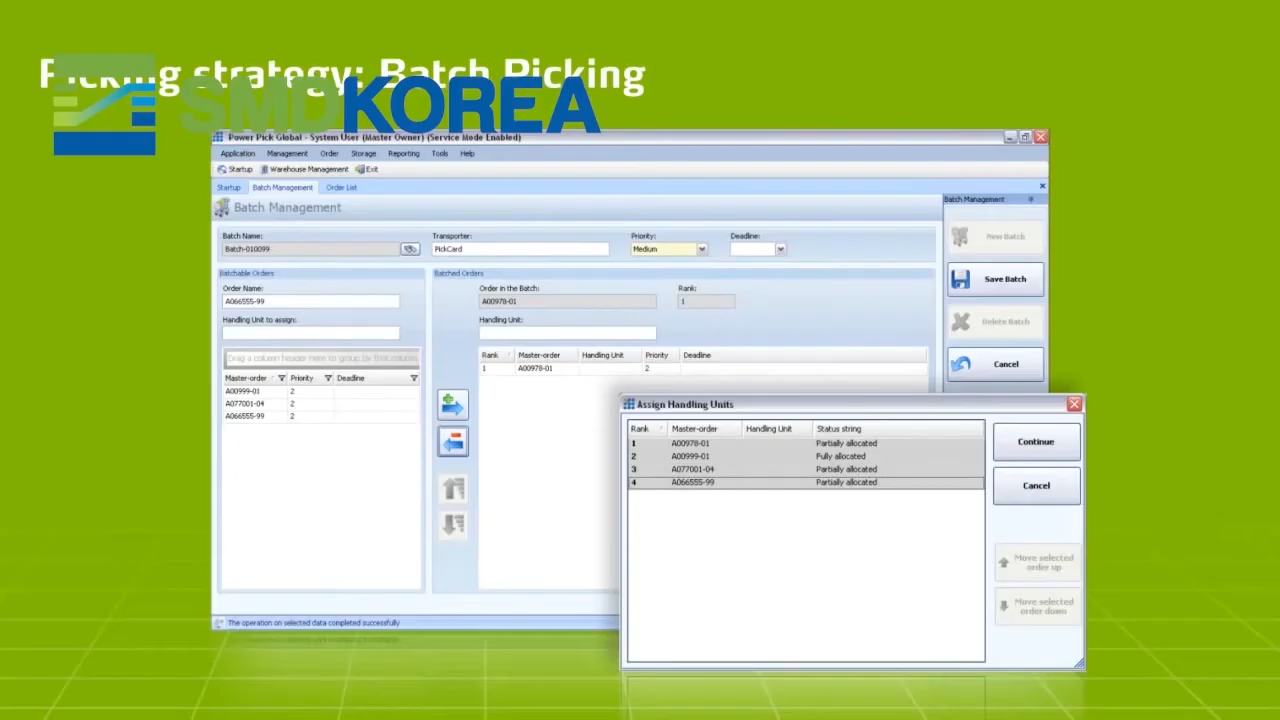 Picking strategy: Batch Picking
SMDKOREA
Power Pick Global - System User (Master Owner) (Service Mode Enabled)
Application Management Order Storage Reporting Tools Help
Startup Warehouse Management Exit
Startup Batch Management Order List
Batch Management
Batch Management
Batch Name: Transporter: Priority: Deadline:
Batch-010099 PickCard Medium
New Batch
Save Batch
Delete Batch
Cancel
Batchable Orders
Order Name:
A066555-99
Handling Unit to assign:
Drag a column header here to group by that column
Master-order Priority Deadline
A00999-01 2
A077001-04 2
A066555-99 2
Batched Orders
Order in the Batch: Rank:
A00978-01 1
Handling Unit:
Rank Master-order Handling Unit Priority Deadline
1 A00978-01 2
Assign Handling Units
Rank Master-order Handling Unit Status string
1 A00978-01 Partially allocated
2 A00999-01 Fully allocated
3 A077001-04 Partially allocated
4 A066555-99 Partially allocated
Continue
Cancel
Move selected
order up
Move selected
order down
The operation on selected data completed successfully